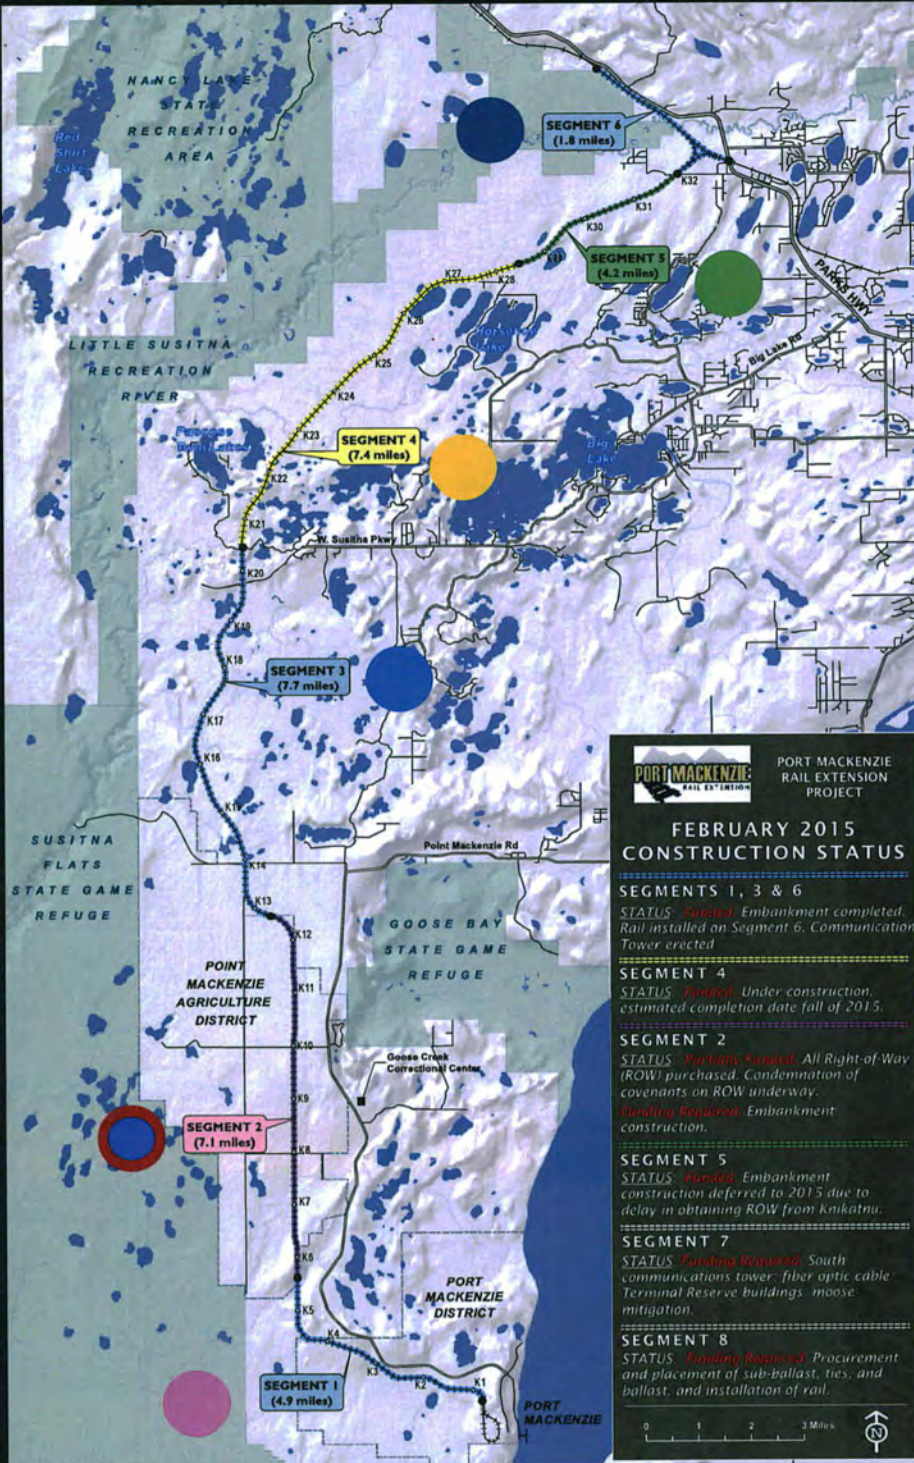 NANCY LAKE
STATE
RECREATION
AREA
Red
Shirt
Lake
SEGMENT 6
(1.8 miles)
K32
K31
K30
K29
SEGMENT 5
(4.2 miles)
K28
K27
K26
PARKS HWY
Horseshoe
Lake
Big Lake Rd
LITTLE SUSITNA
RECREATION
RIVER
K25
K24
K23
SEGMENT 4
(7.4 miles)
Big
Lake
K22
K21
W. Susitna Pkwy
K20
K19
K18
SEGMENT 3
(7.7 miles)
K17
K16
K15
K14
K13
Point Mackenzie Rd
SUSITNA
FLATS
STATE GAME
REFUGE
GOOSE BAY
STATE GAME
REFUGE
K12
POINT
MACKENZIE
AGRICULTURE
DISTRICT
K11
K10
Goose Creek
Correctional Center
K9
SEGMENT 2
(7.1 miles)
K8
K7
K6
PORT
MACKENZIE
DISTRICT
K5
K4
K3
K2
K1
SEGMENT 1
(4.9 miles)
PORT
MACKENZIE
PORT MACKENZIE
RAIL EXTENSION
PORT MACKENZIE
RAIL EXTENSION
PROJECT
FEBRUARY 2015
CONSTRUCTION STATUS
SEGMENTS 1, 3 & 6
STATUS: Funded. Embankment completed.
Rail installed on Segment 6. Communication
Tower erected
SEGMENT 4
STATUS: Funded. Under construction,
estimated completion date fall of 2015.
SEGMENT 2
STATUS: Partially Funded. All Right-of-Way
(ROW) purchased. Condemnation of
covenants on ROW underway.
Funding Required: Embankment
construction.
SEGMENT 5
STATUS: Funded. Embankment
construction deferred to 2015 due to
delay in obtaining ROW from Knikatnu.
SEGMENT 7
STATUS: Funding Required: South
communications tower; fiber optic cable
Terminal Reserve buildings moose
mitigation.
SEGMENT 8
STATUS: Funding Required: Procurement
and placement of sub-ballast, ties, and
ballast, and installation of rail.
0 1 2 3 Miles
N